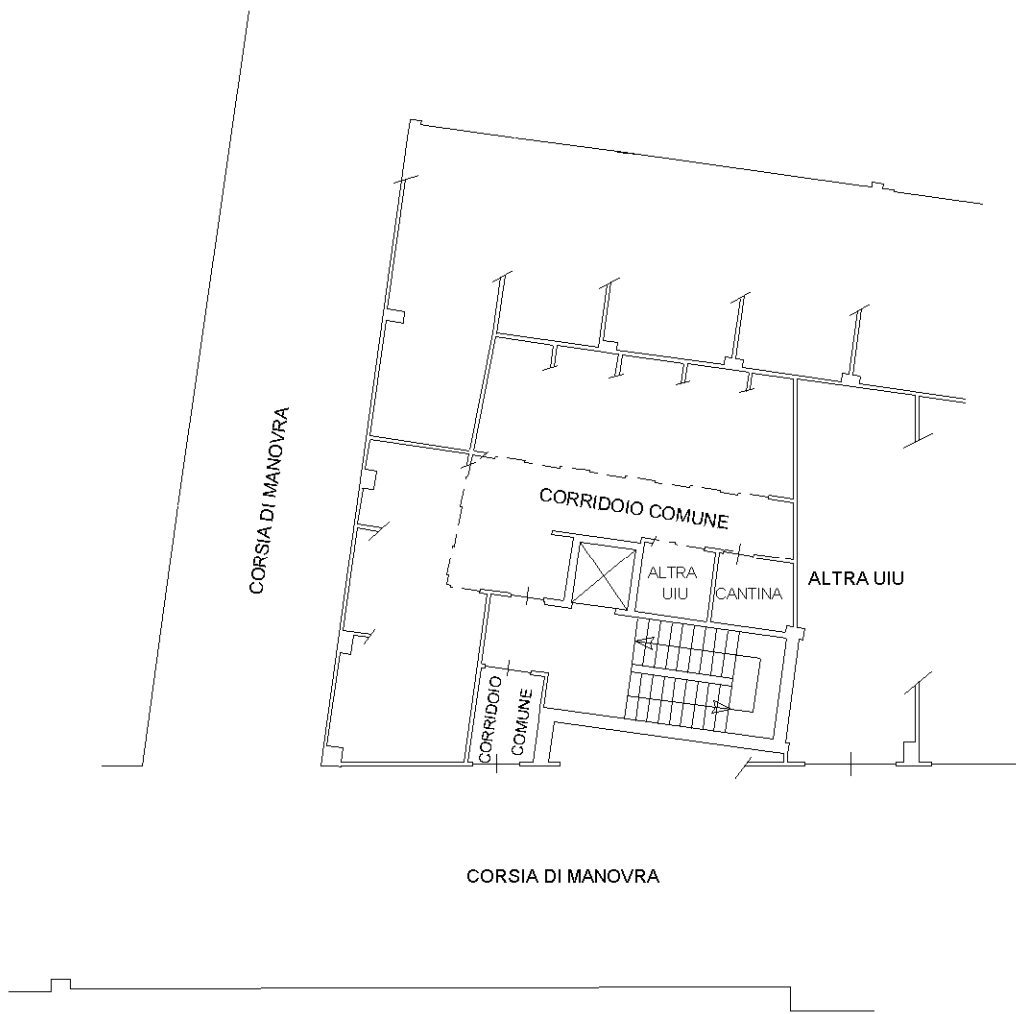 CORSIA DI MANOVRA
CORRIDOIO COMUNE
ALTRA
UIU
CANTINA
ALTRA UIU
CORRIDOIO
COMUNE
CORSIA DI MANOVRA